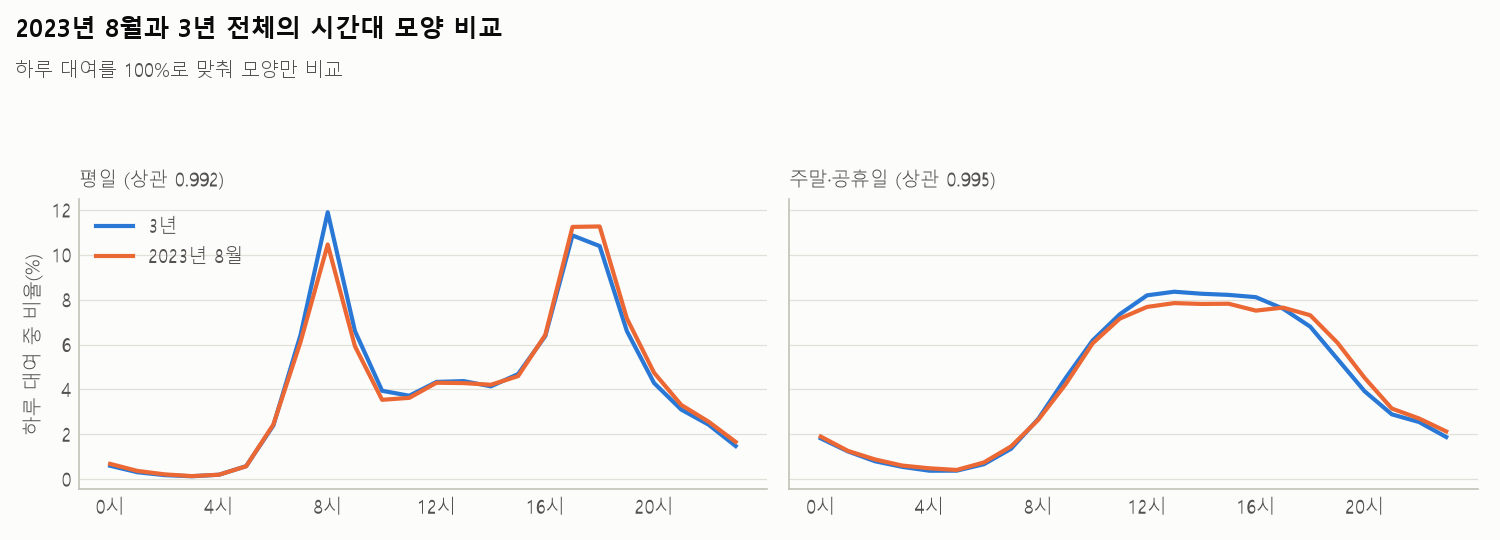 2023년 8월과 3년 전체의 시간대 모양 비교
하루 대여를 100%로 맞춰 모양만 비교
평일 (상관 0.992)
하루 대여 중 비율(%)
12
10
8
6
4
2
0
3년
2023년 8월
0시 4시 8시 12시 16시 20시
주말·공휴일 (상관 0.995)
0시 4시 8시 12시 16시 20시